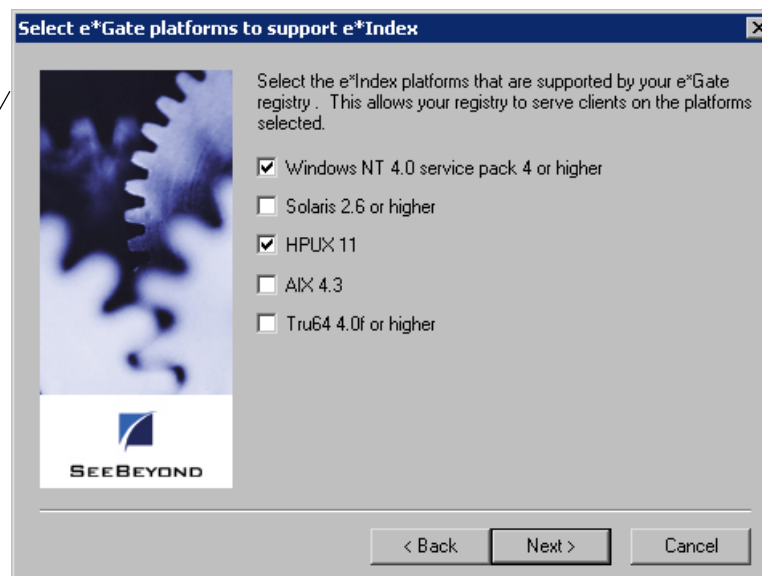 Select e*Gate platforms to support e*Index
Select the e*Index platforms that are supported by your e*Gate
registry . This allows your registry to serve clients on the platforms
selected.
Windows NT 4.0 service pack 4 or higher
Solaris 2.6 or higher
HPUX 11
AIX 4.3
Tru64 4.0f or higher
SEEBEYOND
< Back
Next >
Cancel